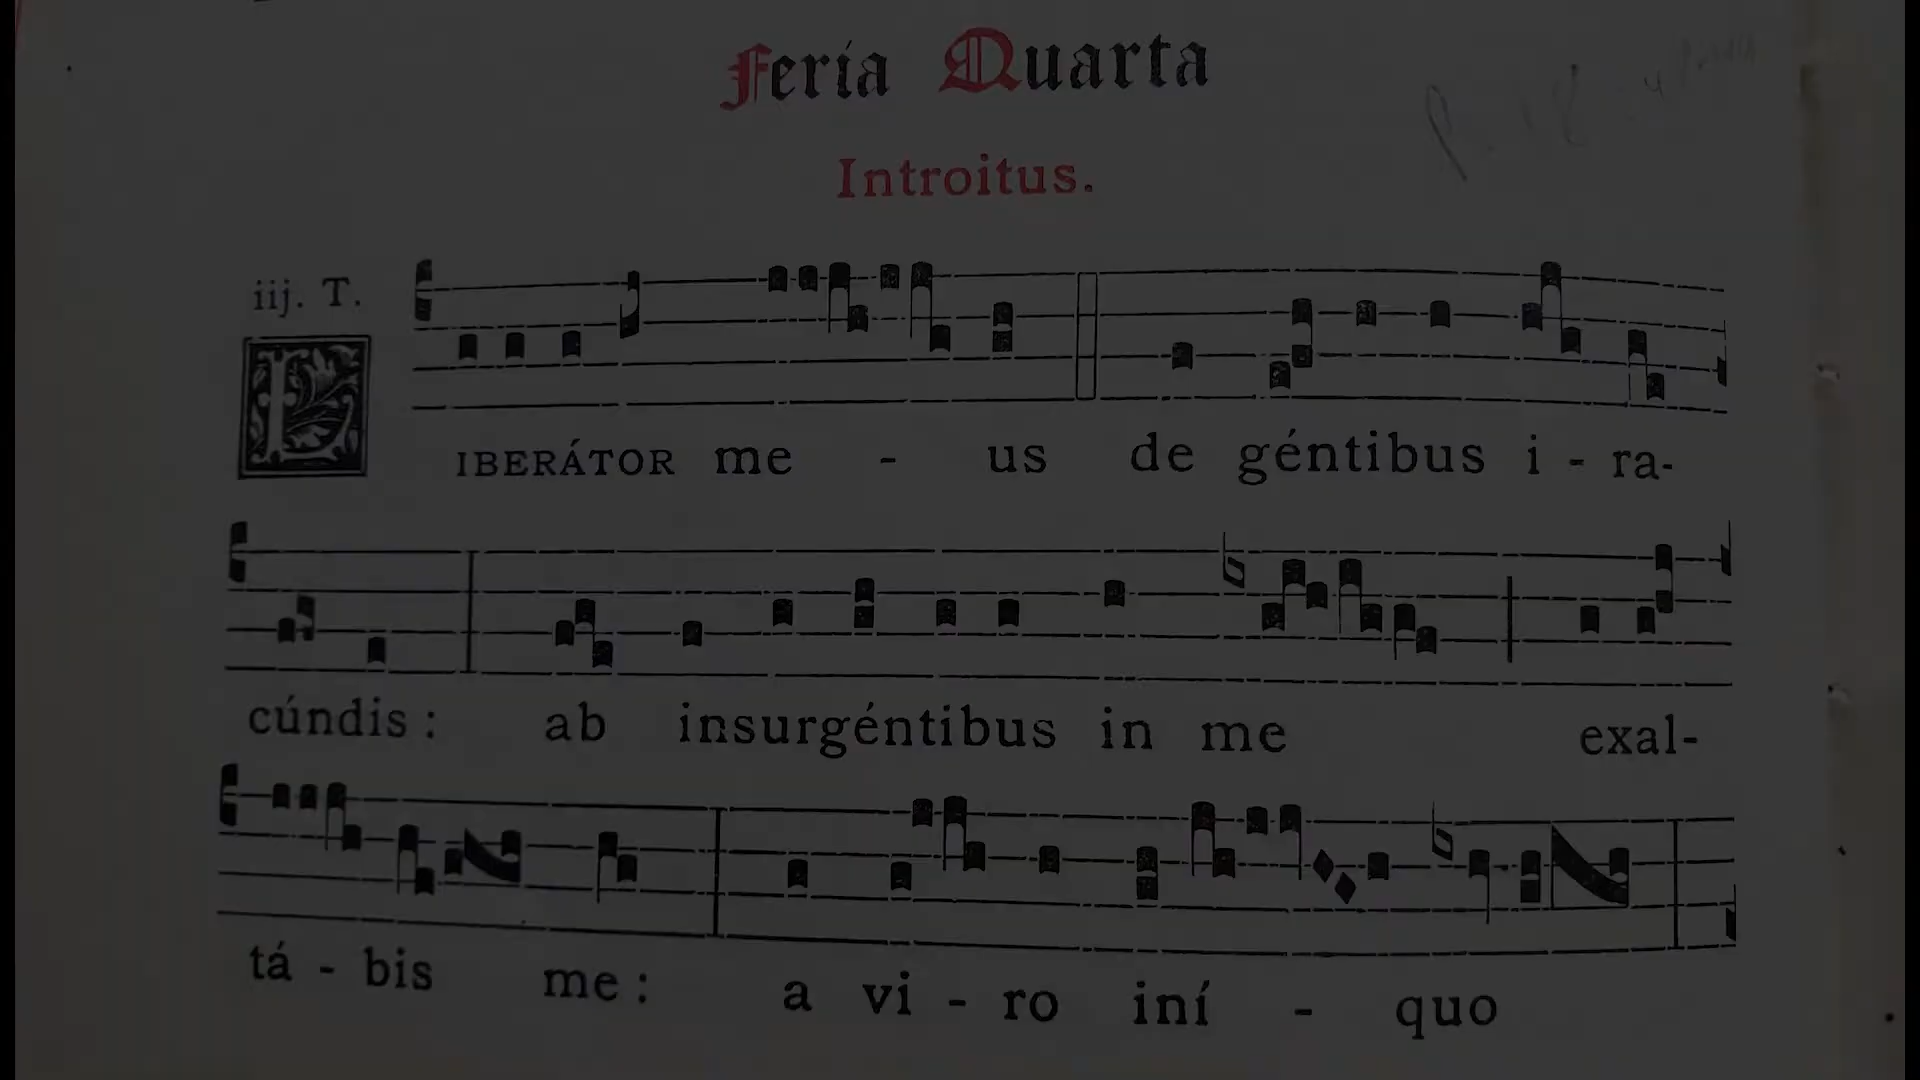 Feria Quarta
Introitus.
iij. T.
LIBERÁTOR me - us de géntibus i - ra-
cúndis : ab insurgéntibus in me exal-
tá - bis me : a vi - ro iní - quo